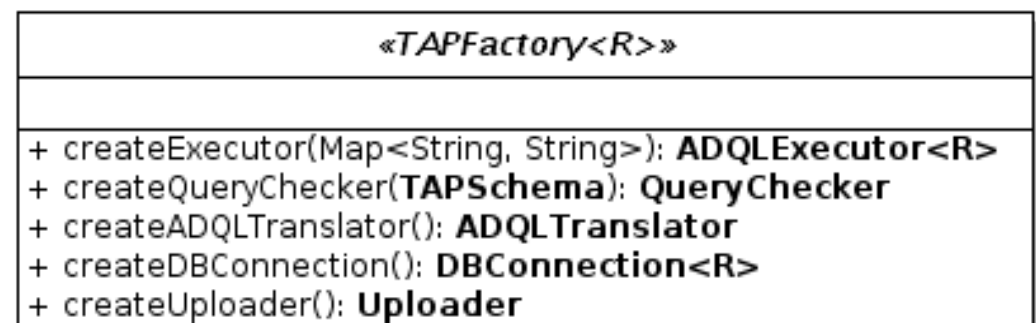 «TAPFactory<R>»
+ createExecutor(Map<String, String>): ADQLExecutor<R>
+ createQueryChecker(TAPSchema): QueryChecker
+ createADQLTranslator(): ADQLTranslator
+ createDBConnection(): DBConnection<R>
+ createUploader(): Uploader